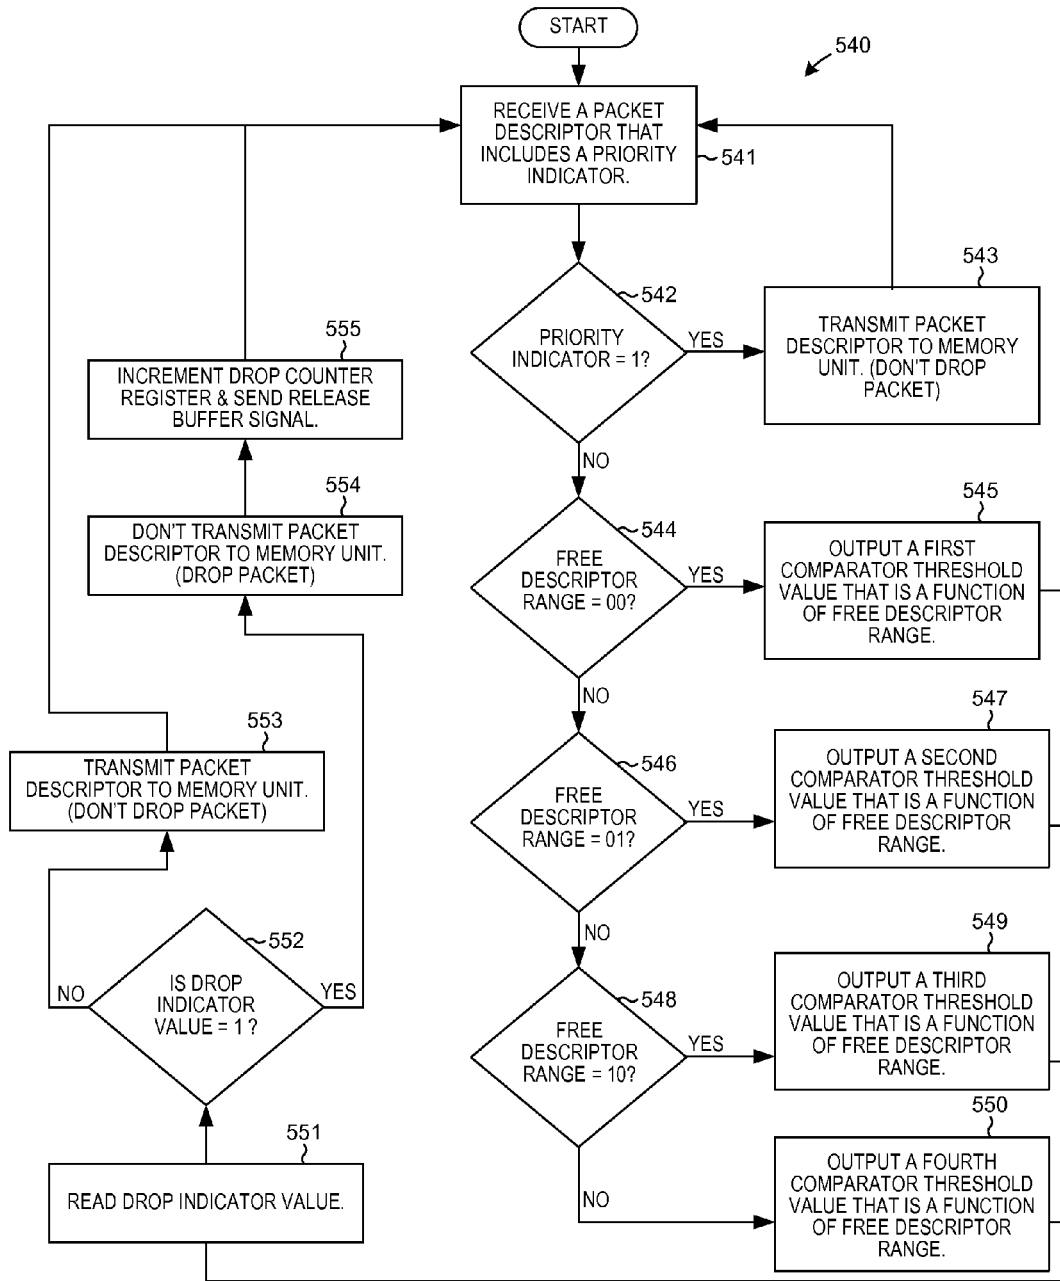 START
540
RECEIVE A PACKET
DESCRIPTOR THAT
INCLUDES A PRIORITY
INDICATOR.
541
542
PRIORITY
INDICATOR = 1?
YES
NO
543
TRANSMIT PACKET
DESCRIPTOR TO MEMORY
UNIT. (DON'T DROP
PACKET)
544
FREE
DESCRIPTOR
RANGE = 00?
YES
NO
545
OUTPUT A FIRST
COMPARATOR THRESHOLD
VALUE THAT IS A FUNCTION
OF FREE DESCRIPTOR
RANGE.
546
FREE
DESCRIPTOR
RANGE = 01?
YES
NO
547
OUTPUT A SECOND
COMPARATOR THRESHOLD
VALUE THAT IS A FUNCTION
OF FREE DESCRIPTOR
RANGE.
548
FREE
DESCRIPTOR
RANGE = 10?
YES
NO
549
OUTPUT A THIRD
COMPARATOR THRESHOLD
VALUE THAT IS A FUNCTION
OF FREE DESCRIPTOR
RANGE.
550
OUTPUT A FOURTH
COMPARATOR THRESHOLD
VALUE THAT IS A FUNCTION
OF FREE DESCRIPTOR
RANGE.
551
READ DROP INDICATOR VALUE.
552
IS DROP
INDICATOR
VALUE = 1 ?
NO
YES
553
TRANSMIT PACKET
DESCRIPTOR TO MEMORY UNIT.
(DON'T DROP PACKET)
554
DON'T TRANSMIT PACKET
DESCRIPTOR TO MEMORY UNIT.
(DROP PACKET)
555
INCREMENT DROP COUNTER
REGISTER & SEND RELEASE
BUFFER SIGNAL.